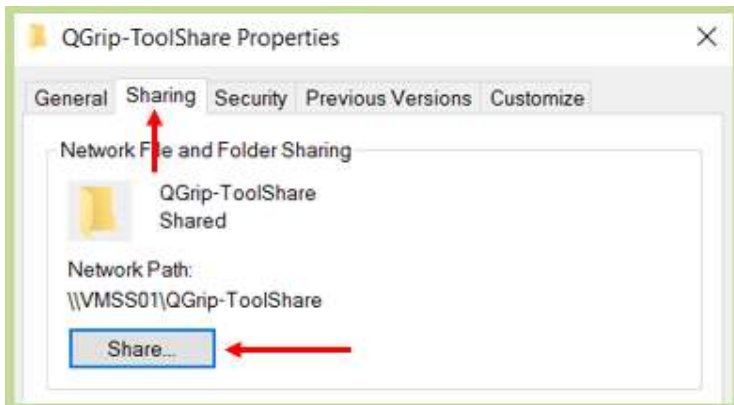 QGrip-ToolShare Properties
General Sharing Security Previous Versions Customize
Network File and Folder Sharing
QGrip-ToolShare
Shared
Network Path:
\\VMSS01\QGrip-ToolShare
Share...